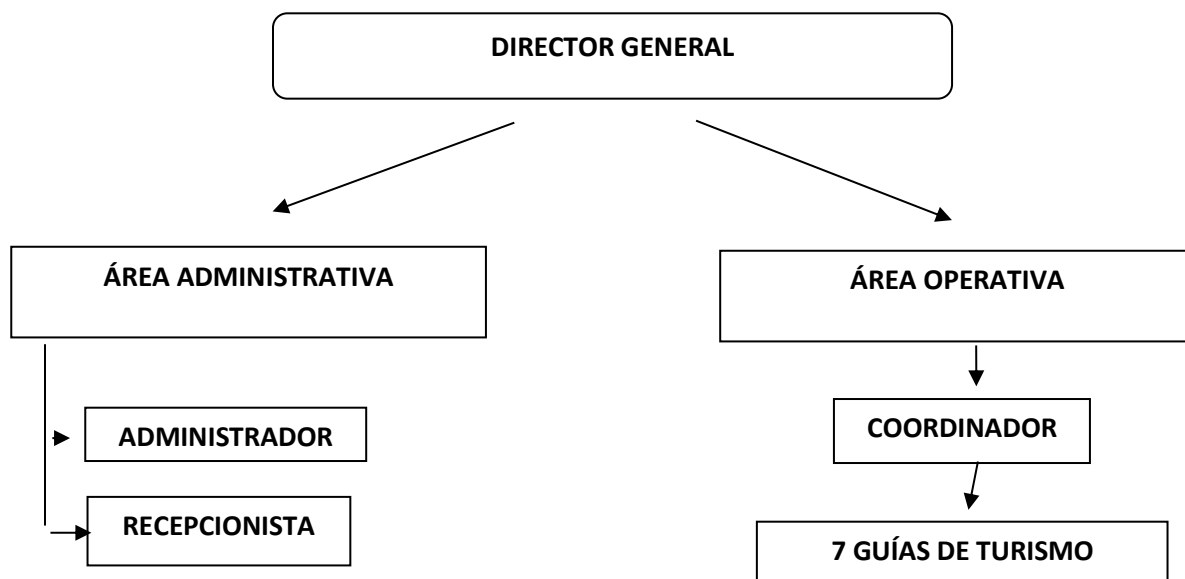 DIRECTOR GENERAL
ÁREA ADMINISTRATIVA
ÁREA OPERATIVA
ADMINISTRADOR
COORDINADOR
RECEPCIONISTA
7 GUÍAS DE TURISMO